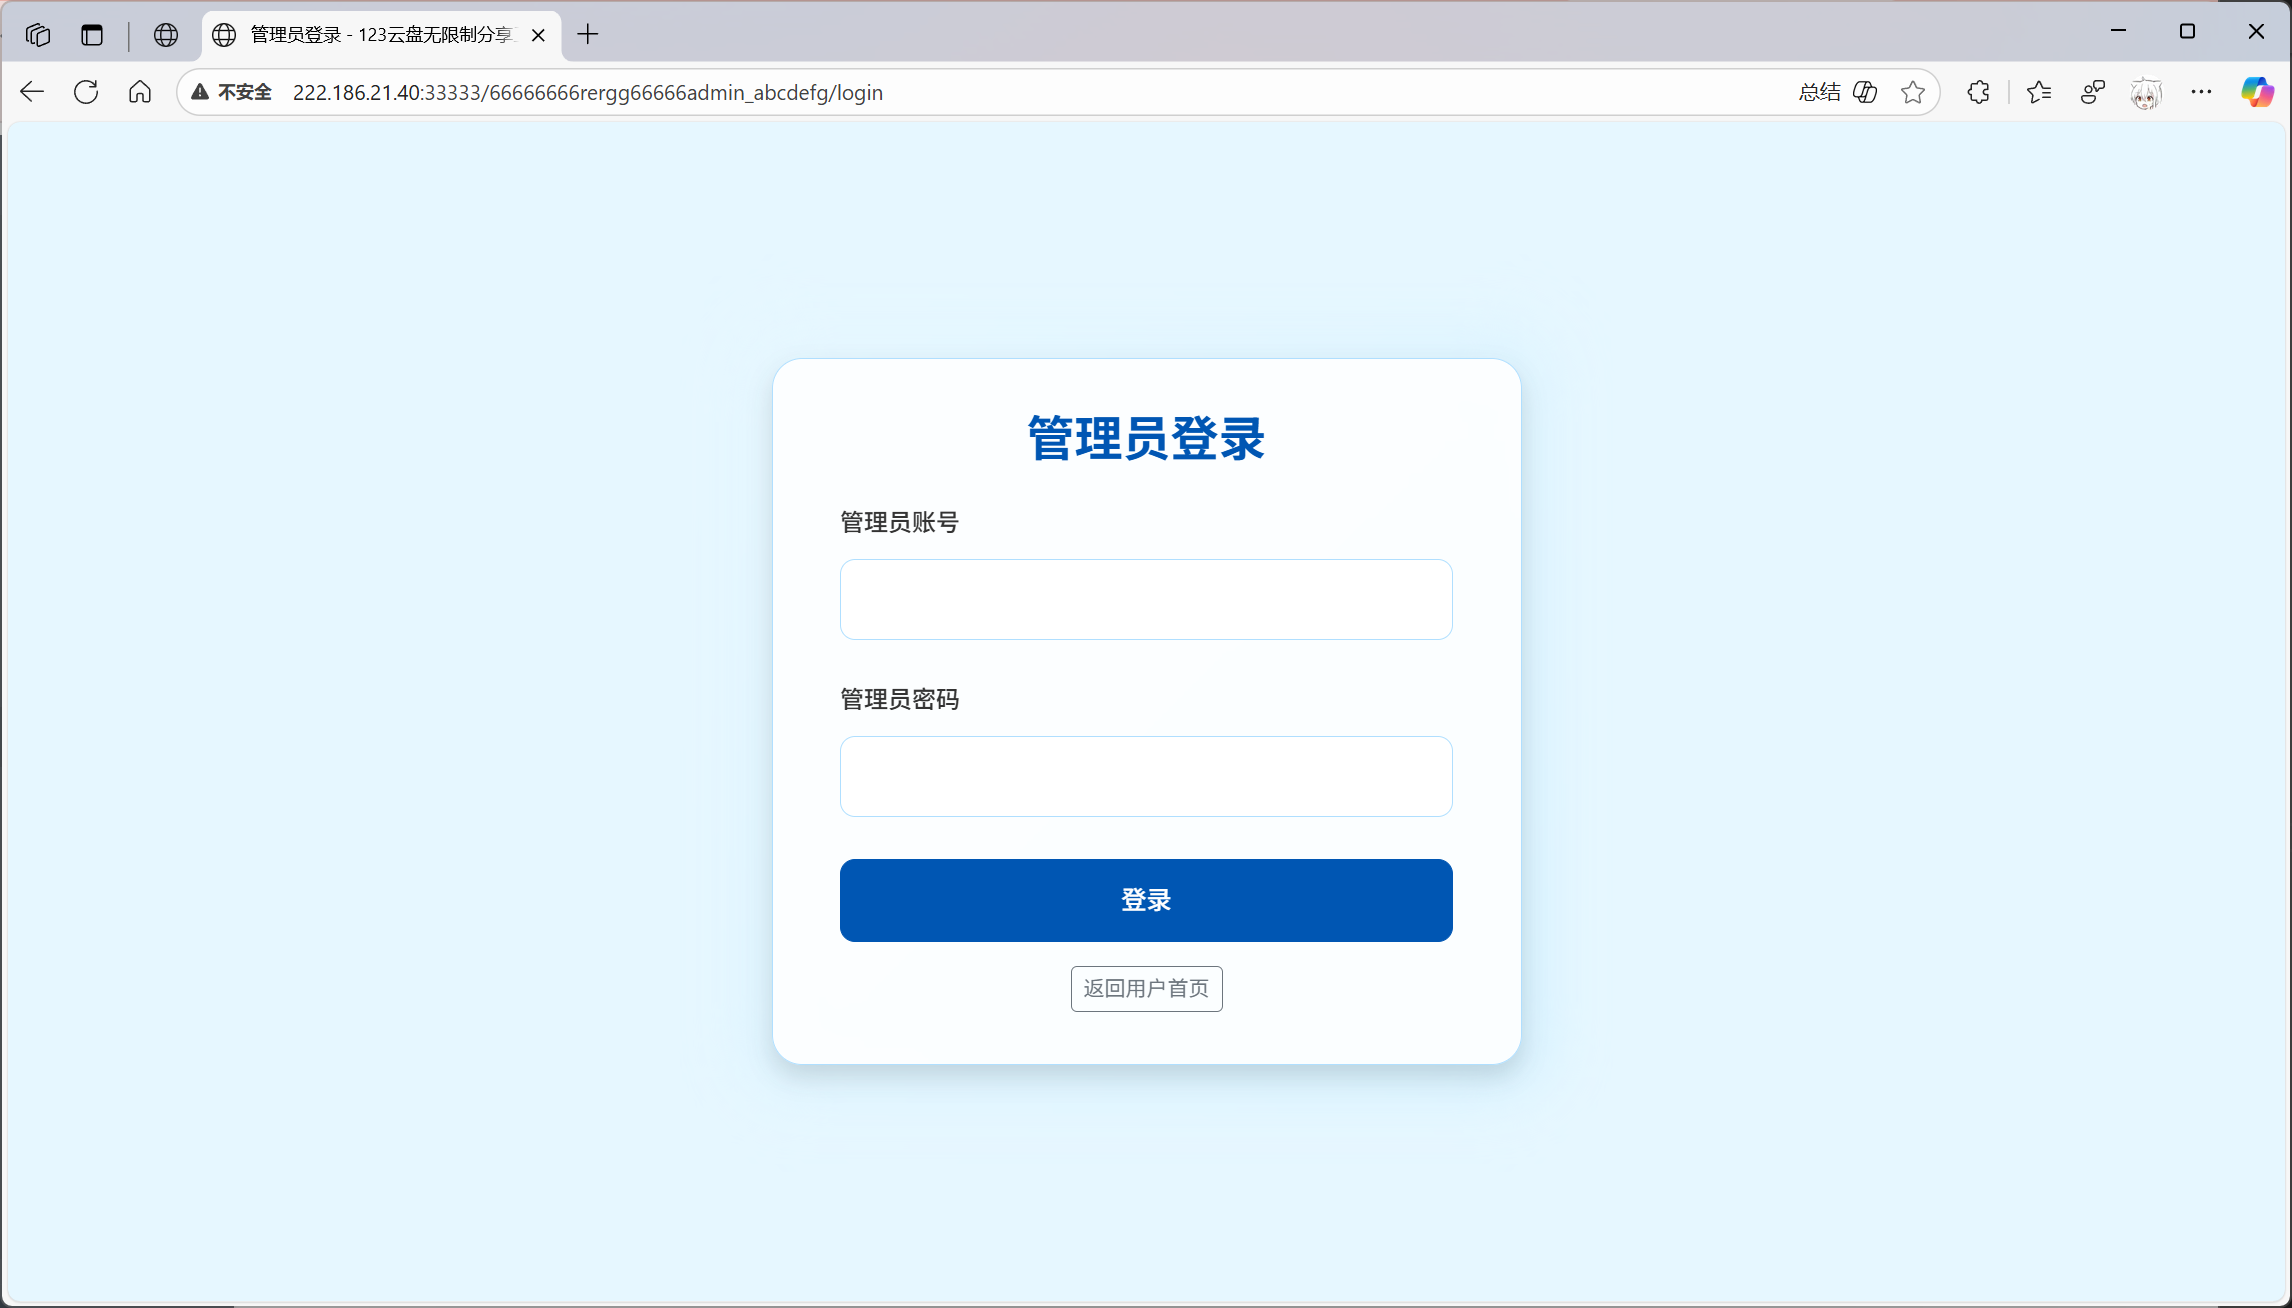 管理员登录 - 123云盘无限制分享
不安全 222.186.21.40:33333/66666666rergg66666admin_abcdefg/login 总结
管理员登录
管理员账号
管理员密码
登录
返回用户首页